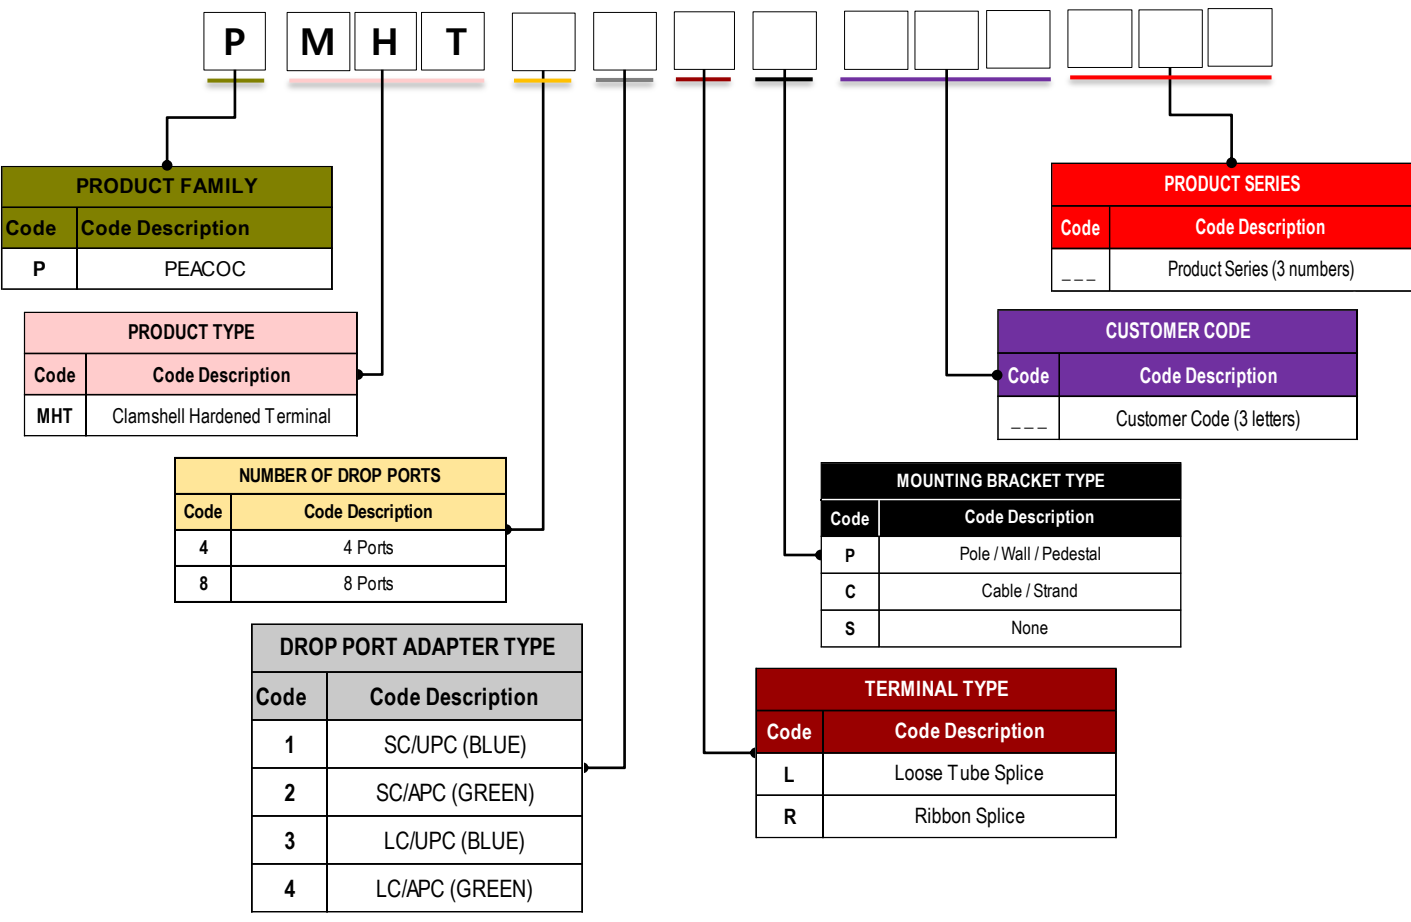 P M H T
PRODUCT FAMILY
Code Code Description
P PEACOC
PRODUCT SERIES
Code Code Description
_ _ _ Product Series (3 numbers)
PRODUCT TYPE
Code Code Description
MHT Clamshell Hardened Terminal
CUSTOMER CODE
Code Code Description
_ _ _ Customer Code (3 letters)
NUMBER OF DROP PORTS
Code Code Description
4 4 Ports
8 8 Ports
MOUNTING BRACKET TYPE
Code Code Description
P Pole / Wall / Pedestal
C Cable / Strand
S None
DROP PORT ADAPTER TYPE
Code Code Description
1 SC/UPC (BLUE)
2 SC/APC (GREEN)
3 LC/UPC (BLUE)
4 LC/APC (GREEN)
TERMINAL TYPE
Code Code Description
L Loose Tube Splice
R Ribbon Splice